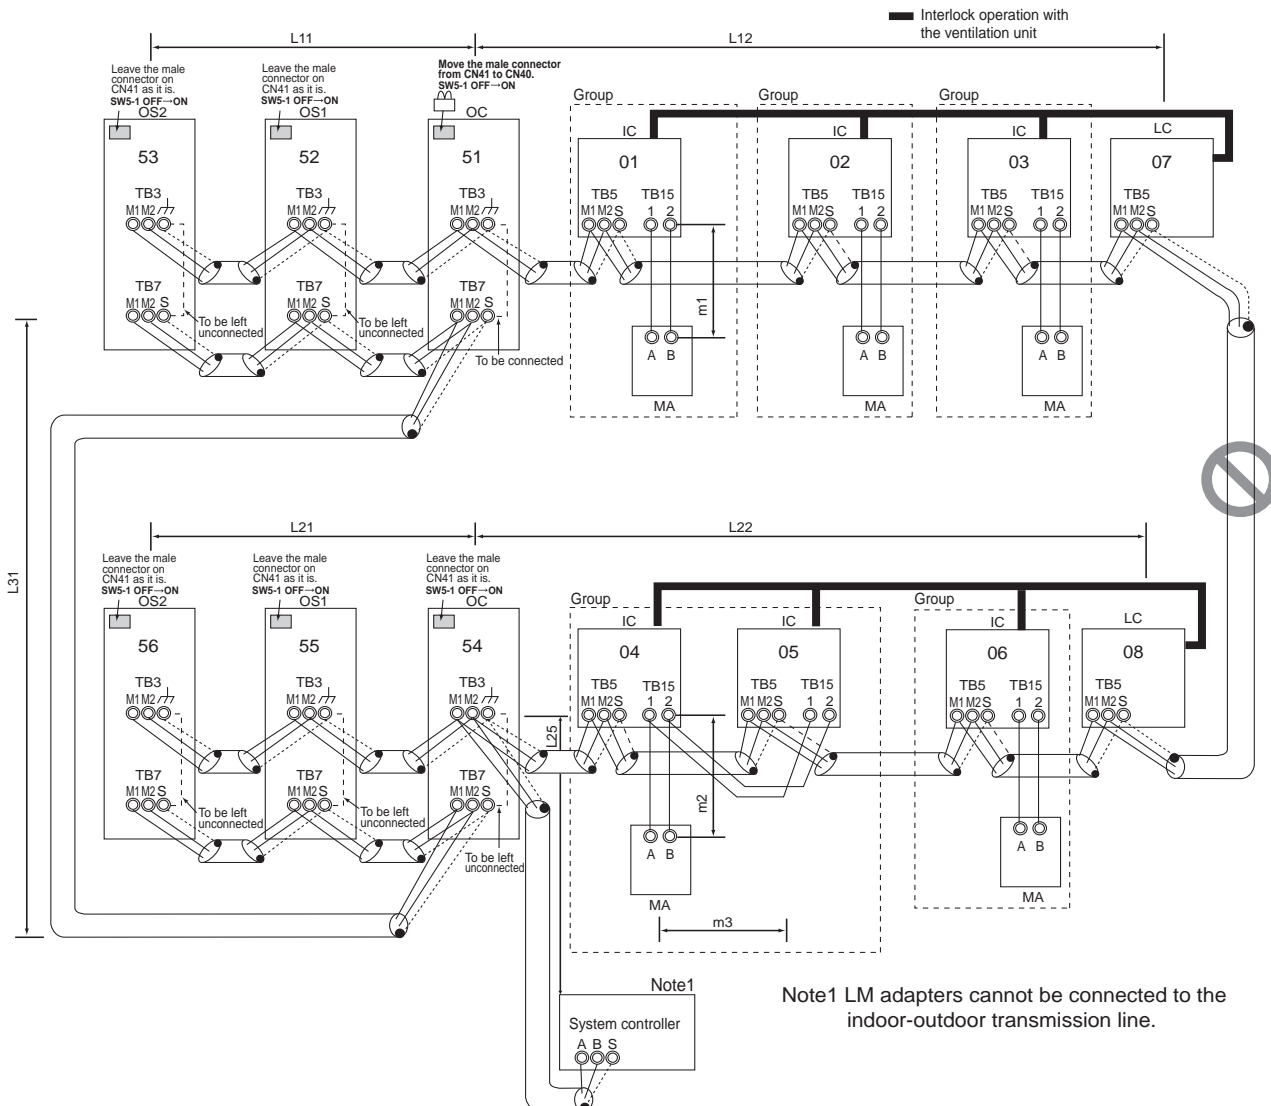 Interlock operation with
the ventilation unit
L11
L12
Leave the male
connector on
CN41 as it is.
SW5-1 OFF→ON
OS2
Leave the male
connector on
CN41 as it is.
SW5-1 OFF→ON
OS1
Move the male connector
from CN41 to CN40.
SW5-1 OFF→ON
OC
Group
Group
Group
IC
IC
IC
LC
53
52
51
01
02
03
07
TB3
TB3
TB3
TB5 TB15
TB5 TB15
TB5 TB15
TB5
M1 M2
M1 M2
M1 M2
M1 M2 S 1 2
M1 M2 S 1 2
M1 M2 S 1 2
M1 M2 S
TB7
TB7
TB7
M1 M2 S
M1 M2 S
M1 M2 S
To be left
unconnected
To be left
unconnected
To be connected
m1
A B
A B
A B
MA
MA
MA
L31
L21
L22
Leave the male
connector on
CN41 as it is.
SW5-1 OFF→ON
OS2
Leave the male
connector on
CN41 as it is.
SW5-1 OFF→ON
OS1
Leave the male
connector on
CN41 as it is.
SW5-1 OFF→ON
OC
Group
Group
IC
IC
IC
LC
56
55
54
04
05
06
08
TB3
TB3
TB3
TB5 TB15
TB5 TB15
TB5 TB15
TB5
M1 M2
M1 M2
M1 M2
M1 M2 S 1 2
M1 M2 S 1 2
M1 M2 S 1 2
M1 M2 S
L25
TB7
TB7
TB7
M1 M2 S
M1 M2 S
M1 M2 S
To be left
unconnected
To be left
unconnected
To be left
unconnected
m2
A B
A B
MA
MA
m3
Note1
System controller
A B S
Note1 LM adapters cannot be connected to the
indoor-outdoor transmission line.